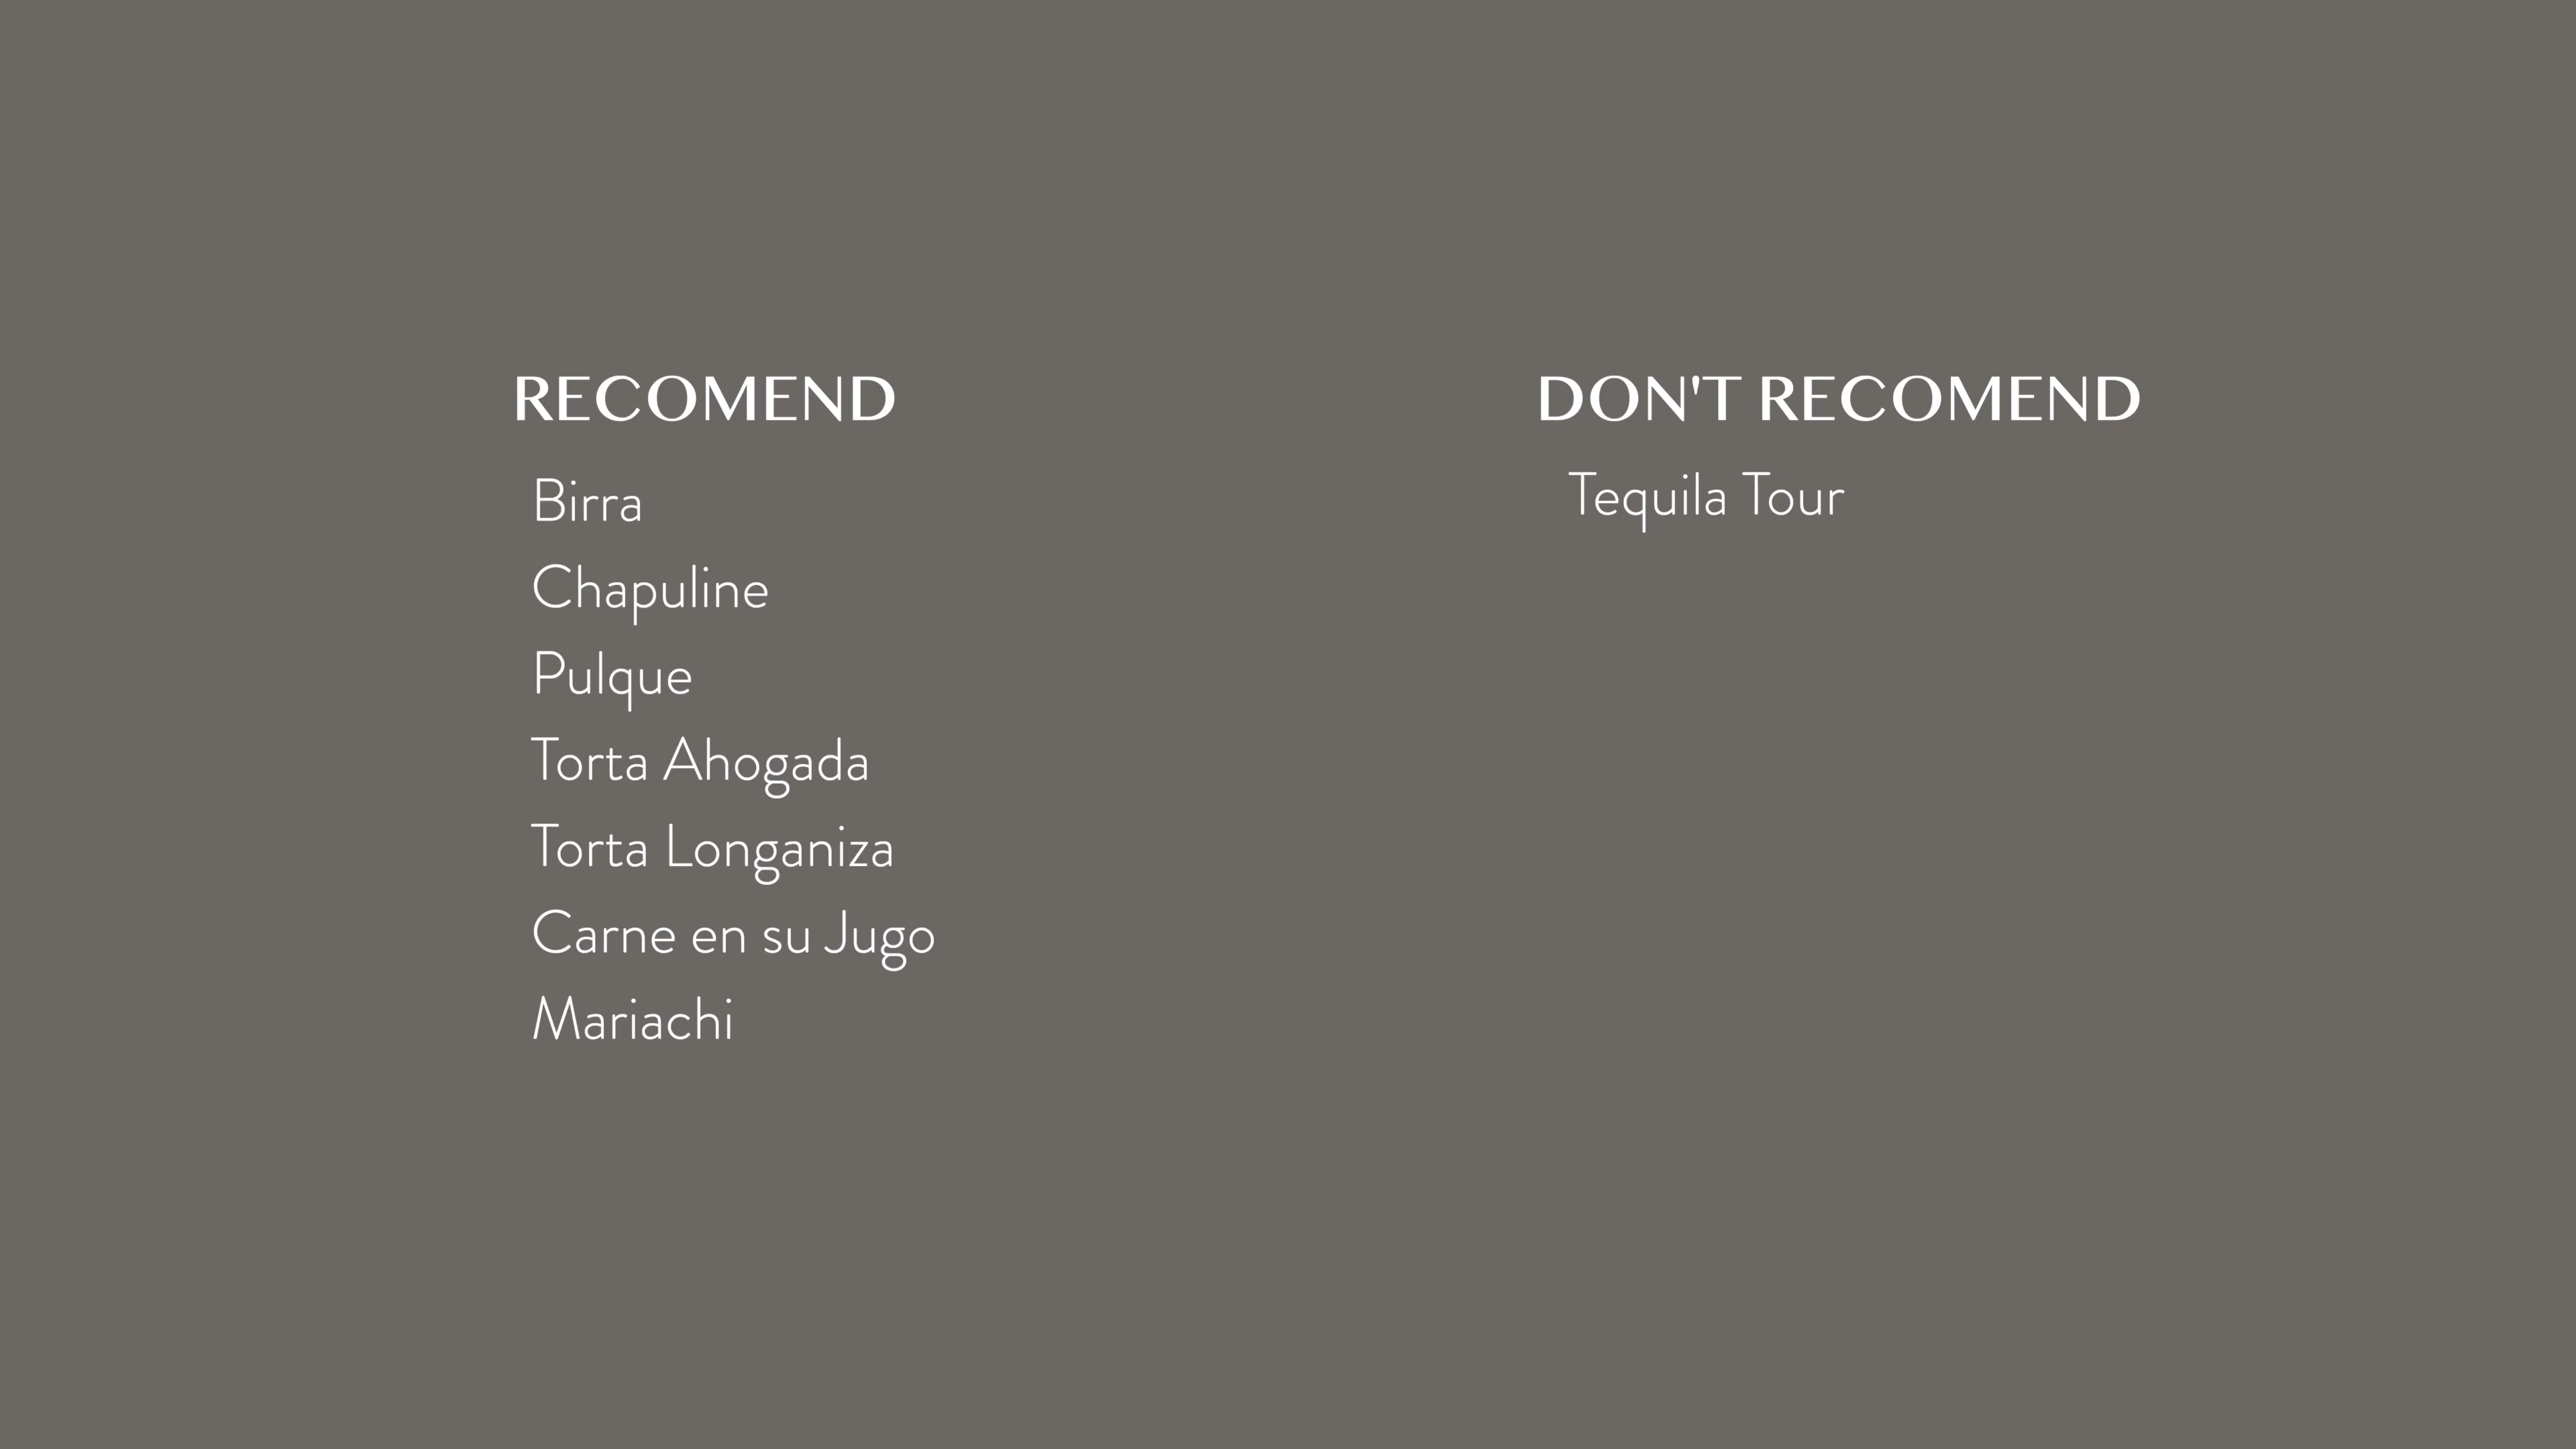 RECOMEND
Birra
Chapuline
Pulque
Torta Ahogada
Torta Longaniza
Carne en su Jugo
Mariachi
DON'T RECOMEND
Tequila Tour